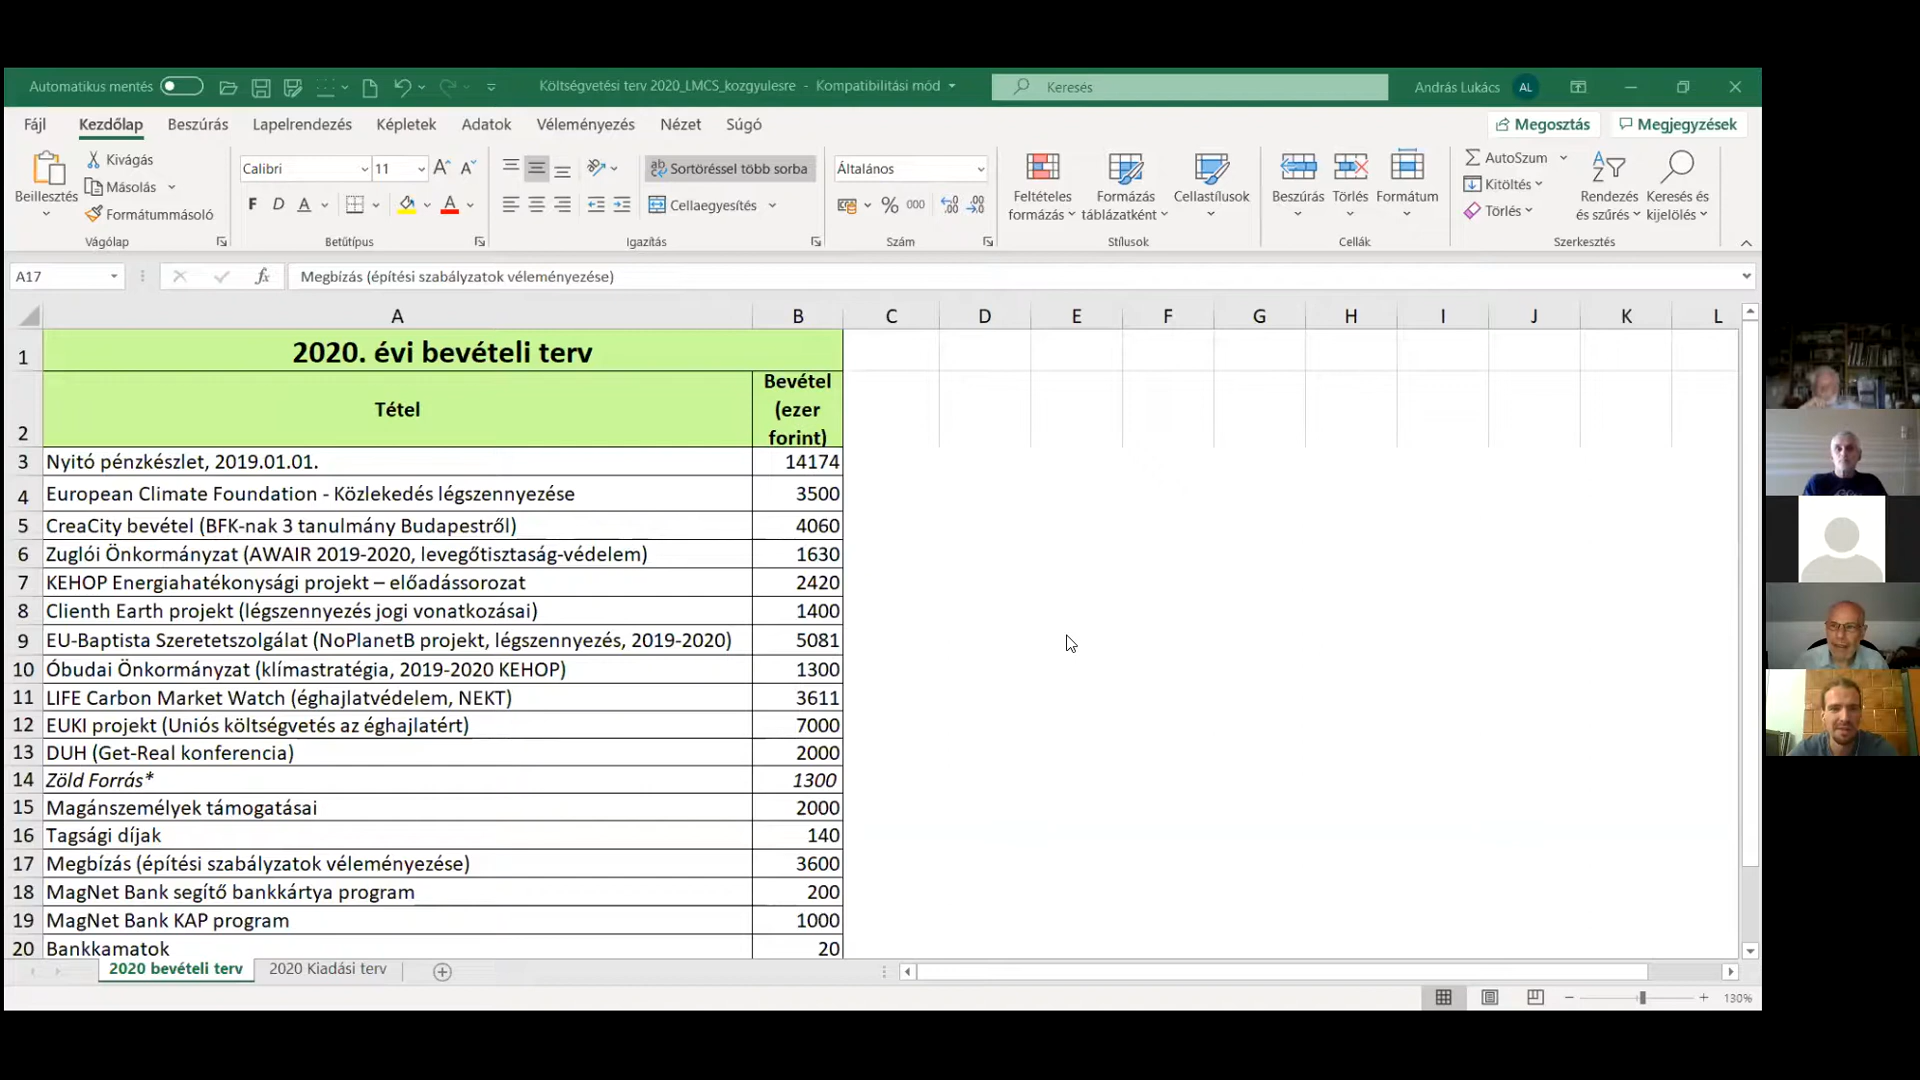 Automatikus mentés
Költségvetési terv 2020_LMCS_kozgyulesre - Kompatibilitási mód
Keresés
András Lukács AL
Fájl Kezdőlap Beszúrás Lapelrendezés Képletek Adatok Véleményezés Nézet Súgó
Megosztás Megjegyzések
Beillesztés
Kivágás
Másolás
Formátummásoló
Vágólap
Calibri 11
F D A
Betűtípus
Sortöréssel több sorba
Cellaegyesítés
Igazítás
Általános
% 000
Szám
Feltételes formázás
Formázás táblázatként
Cellastílusok
Stílusok
Beszúrás Törlés Formátum
Cellák
AutoSzum
Kitöltés
Törlés
Rendezés és szűrés
Keresés és kijelölés
Szerkesztés
A17 fx Megbízás (építési szabályzatok véleményezése)
A B C D E F G H I J K L
1 2020. évi bevételi terv
2 Tétel Bevétel (ezer forint)
3 Nyitó pénzkészlet, 2019.01.01. 14174
4 European Climate Foundation - Közlekedés légszennyezése 3500
5 CreaCity bevétel (BFK-nak 3 tanulmány Budapestről) 4060
6 Zuglói Önkormányzat (AWAIR 2019-2020, levegőtisztaság-védelem) 1630
7 KEHOP Energiahatékonysági projekt – előadássorozat 2420
8 Clienth Earth projekt (légszennyezés jogi vonatkozásai) 1400
9 EU-Baptista Szeretetszolgálat (NoPlanetB projekt, légszennyezés, 2019-2020) 5081
10 Óbudai Önkormányzat (klímastratégia, 2019-2020 KEHOP) 1300
11 LIFE Carbon Market Watch (éghajlatvédelem, NEKT) 3611
12 EUKI projekt (Uniós költségvetés az éghajlatért) 7000
13 DUH (Get-Real konferencia) 2000
14 Zöld Forrás* 1300
15 Magánszemélyek támogatásai 2000
16 Tagsági díjak 140
17 Megbízás (építési szabályzatok véleményezése) 3600
18 MagNet Bank segítő bankkártya program 200
19 MagNet Bank KAP program 1000
20 Bankkamatok 20
2020 bevételi terv 2020 Kiadási terv
130%